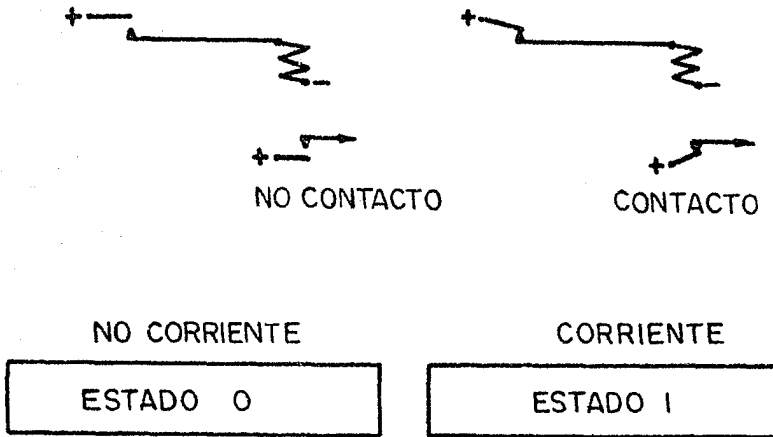 + -
+
NO CONTACTO
+ -
+
CONTACTO
NO CORRIENTE
CORRIENTE
ESTADO 0
ESTADO 1